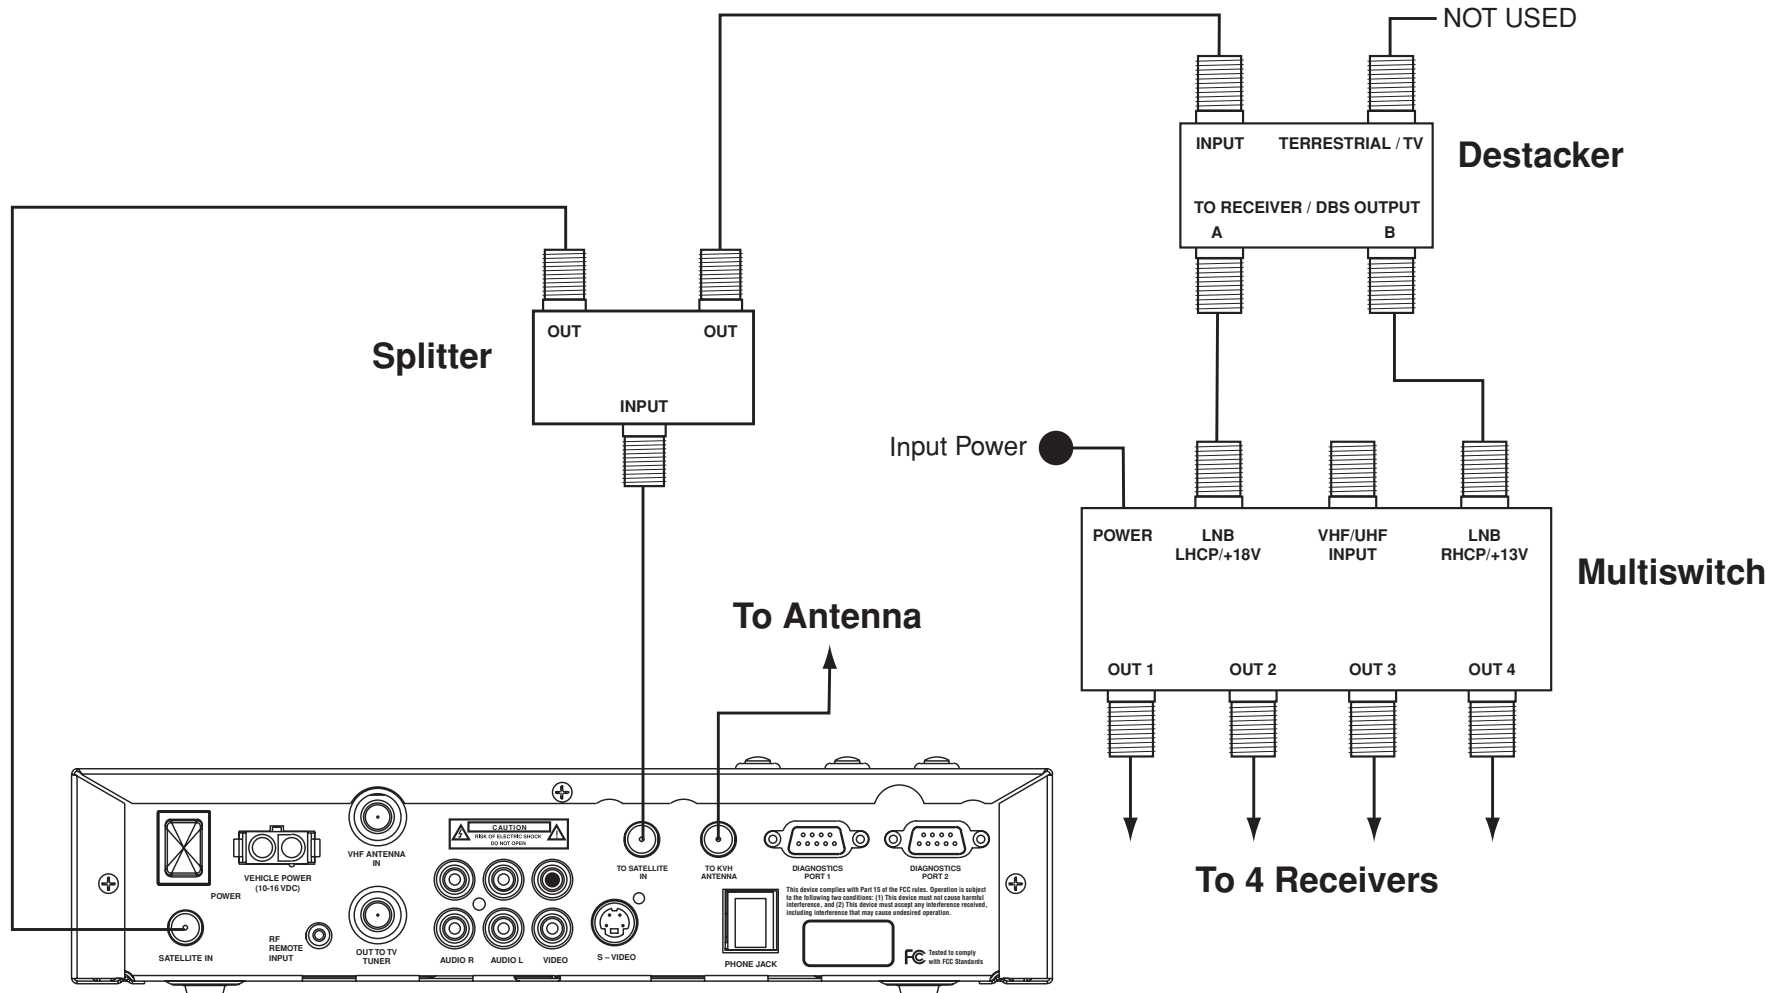 NOT USED
INPUT
TERRESTRIAL / TV
Destacker
TO RECEIVER / DBS OUTPUT
A
B
OUT
OUT
Splitter
INPUT
Input Power
POWER
LNB
LHCP/+18V
VHF/UHF
INPUT
LNB
RHCP/+13V
Multiswitch
To Antenna
OUT 1
OUT 2
OUT 3
OUT 4
To 4 Receivers
POWER
VEHICLE POWER
(10-16 VDC)
VHF ANTENNA
IN
CAUTION
RISK OF ELECTRIC SHOCK
DO NOT OPEN
TO SATELLITE
IN
TO KVH
ANTENNA
DIAGNOSTICS
PORT 1
DIAGNOSTICS
PORT 2
This device complies with Part 15 of the FCC rules. Operation is subject
to the following two conditions: (1) This device must not cause harmful
interference, and (2) This device must accept any interference received,
including interference that may cause undesired operation.
SATELLITE IN
RF
REMOTE
INPUT
OUT TO TV
TUNER
AUDIO R
AUDIO L
VIDEO
S – VIDEO
PHONE JACK
FC Tested to comply
with FCC Standards